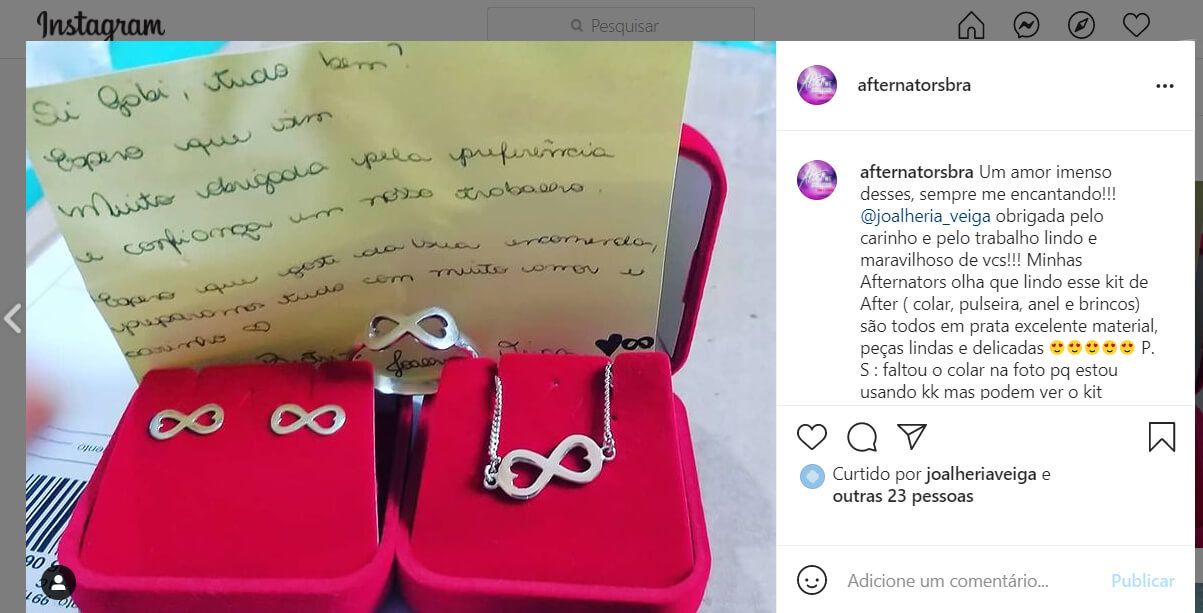 Instagram
Pesquisar
Oi Gabi, tudo bem?
Espero que sim
Muito obrigada pela preferência
e confiança em nosso trabalho.
Espero que goste da sua encomenda,
preparamos tudo com muito amor e
carinho ♡
afternatorsbra
afternatorsbra Um amor imenso
desses, sempre me encantando!!!
@joalheria_veiga obrigada pelo
carinho e pelo trabalho lindo e
maravilhoso de vcs!!! Minhas
Afternators olha que lindo esse kit de
After ( colar, pulseira, anel e brincos)
são todos em prata excelente material,
peças lindas e delicadas 😍😍😍😍😍 P.
S : faltou o colar na foto pq estou
usando kk mas podem ver o kit
Curtido por joalheriaveiga e
outras 23 pessoas
Adicione um comentário...
Publicar